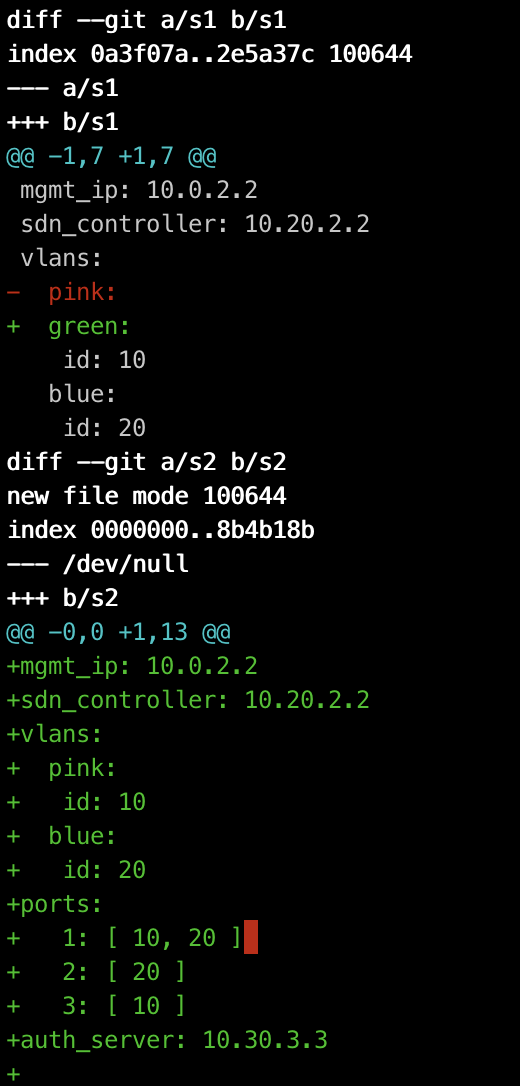 diff --git a/s1 b/s1
index 0a3f07a..2e5a37c 100644
--- a/s1
+++ b/s1
@@ -1,7 +1,7 @@
 mgmt_ip: 10.0.2.2
 sdn_controller: 10.20.2.2
 vlans:
-  pink:
+  green:
    id: 10
   blue:
    id: 20
diff --git a/s2 b/s2
new file mode 100644
index 0000000..8b4b18b
--- /dev/null
+++ b/s2
@@ -0,0 +1,13 @@
+mgmt_ip: 10.0.2.2
+sdn_controller: 10.20.2.2
+vlans:
+  pink:
+   id: 10
+  blue:
+   id: 20
+ports:
+   1: [ 10, 20 ]
+   2: [ 20 ]
+   3: [ 10 ]
+auth_server: 10.30.3.3
+